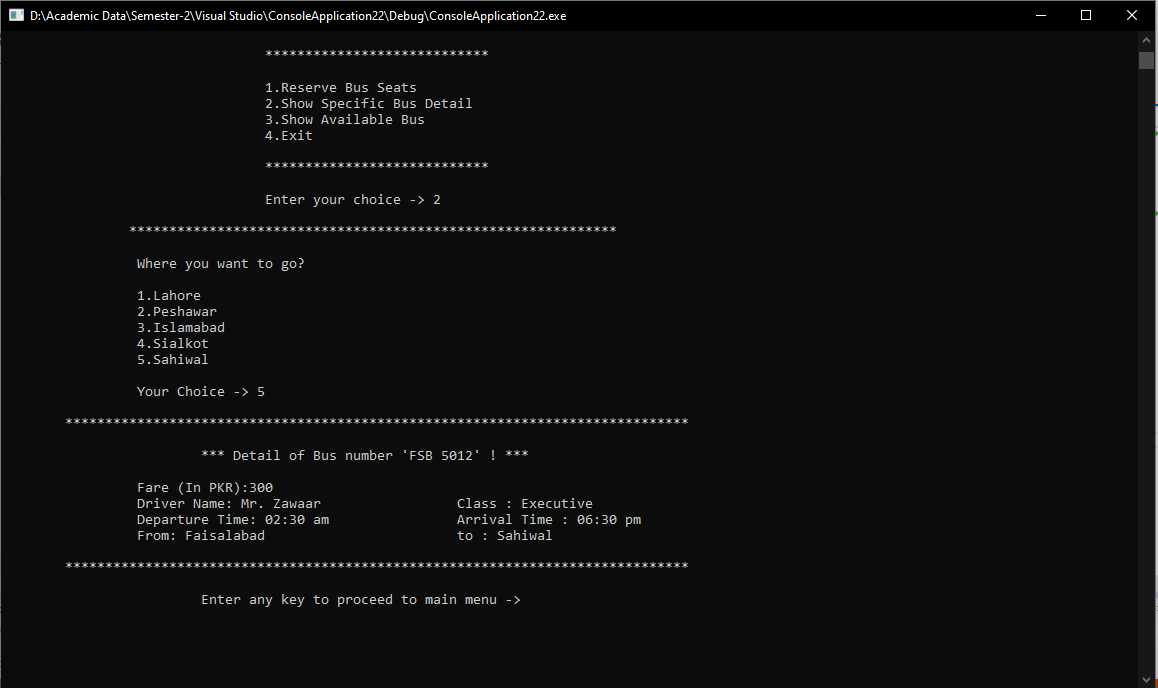 D:\Academic Data\Semester-2\Visual Studio\ConsoleApplication22\Debug\ConsoleApplication22.exe
****************************
1.Reserve Bus Seats
2.Show Specific Bus Detail
3.Show Available Bus
4.Exit
****************************
Enter your choice -> 2
*************************************************************
Where you want to go?
1.Lahore
2.Peshawar
3.Islamabad
4.Sialkot
5.Sahiwal
Your Choice -> 5
******************************************************************************
*** Detail of Bus number 'FSB 5012' ! ***
Fare (In PKR):300
Driver Name: Mr. Zawaar                 Class : Executive
Departure Time: 02:30 am                Arrival Time : 06:30 pm
From: Faisalabad                        to : Sahiwal
******************************************************************************
Enter any key to proceed to main menu ->